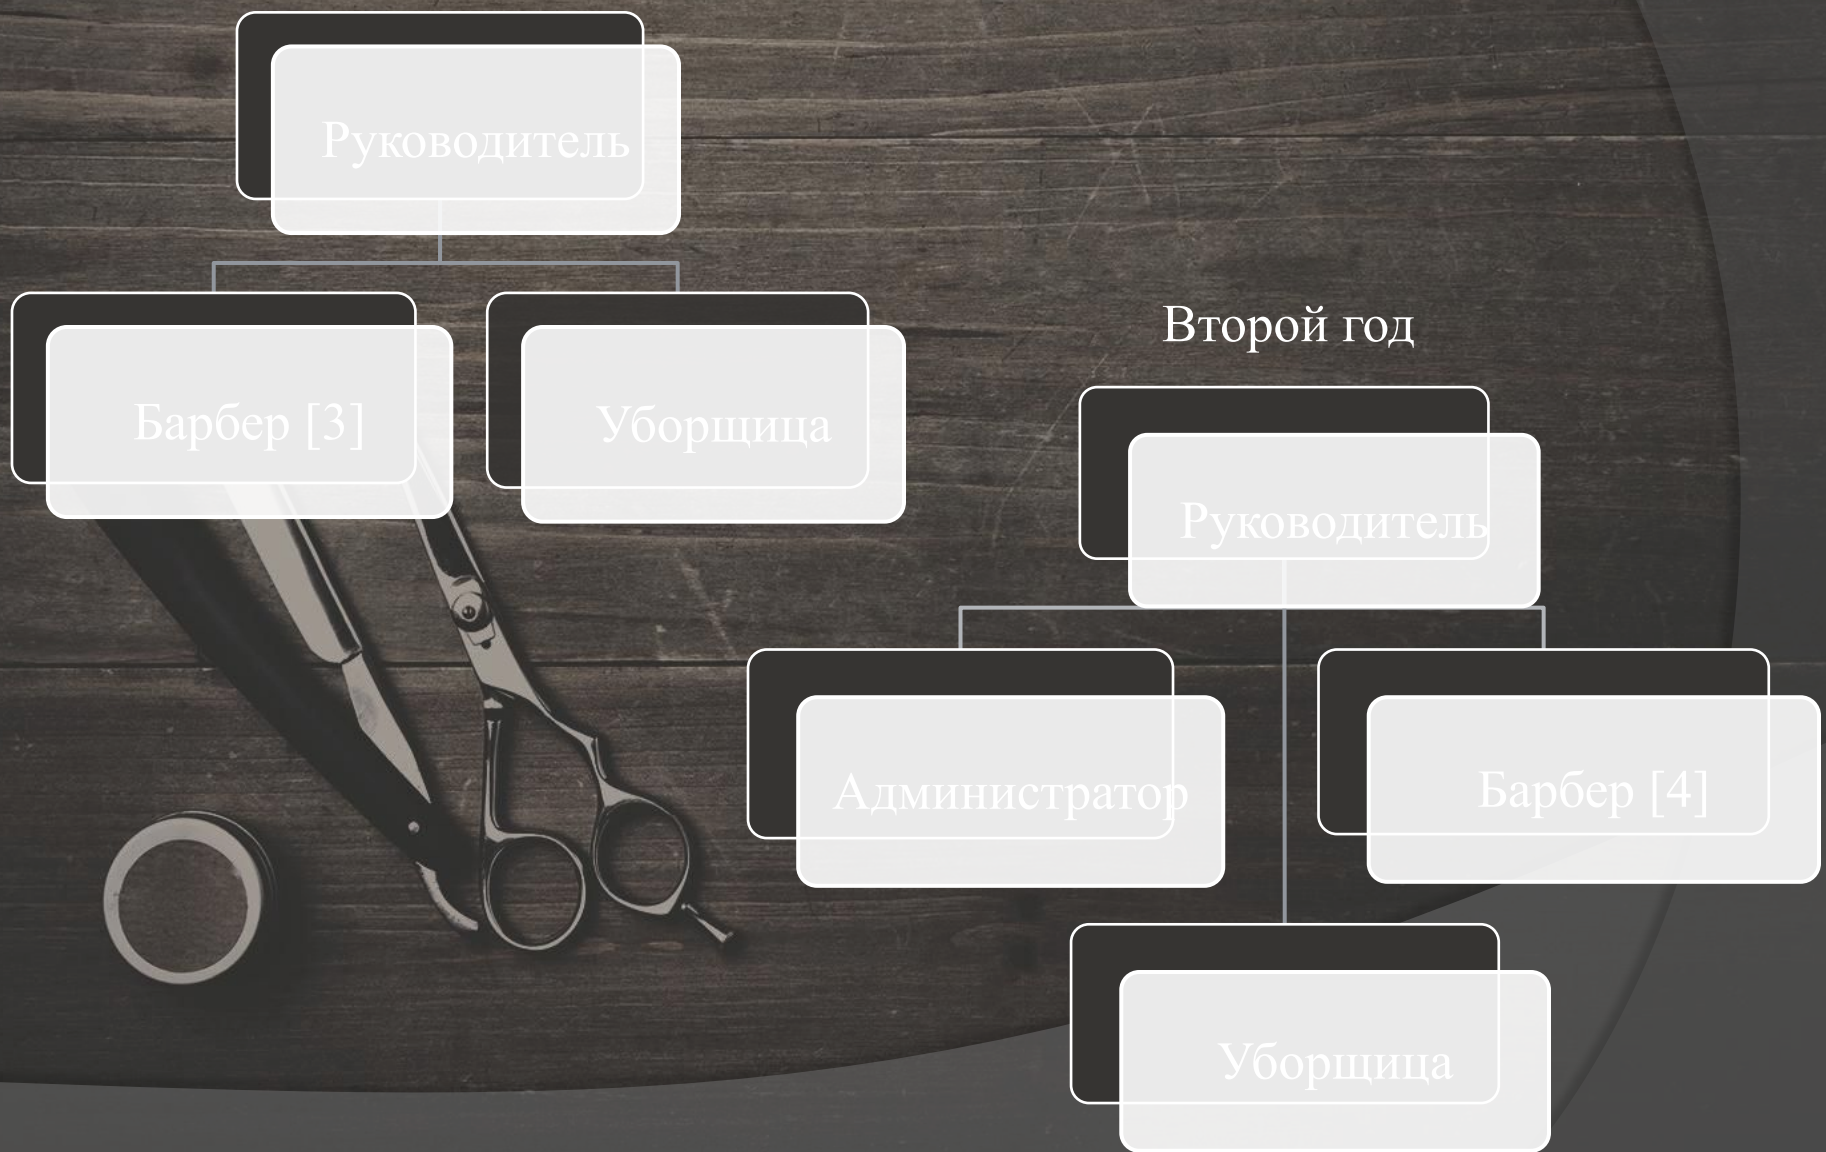 Руководитель
Барбер [3]
Уборщица
Второй год
Руководитель
Администратор
Барбер [4]
Уборщица